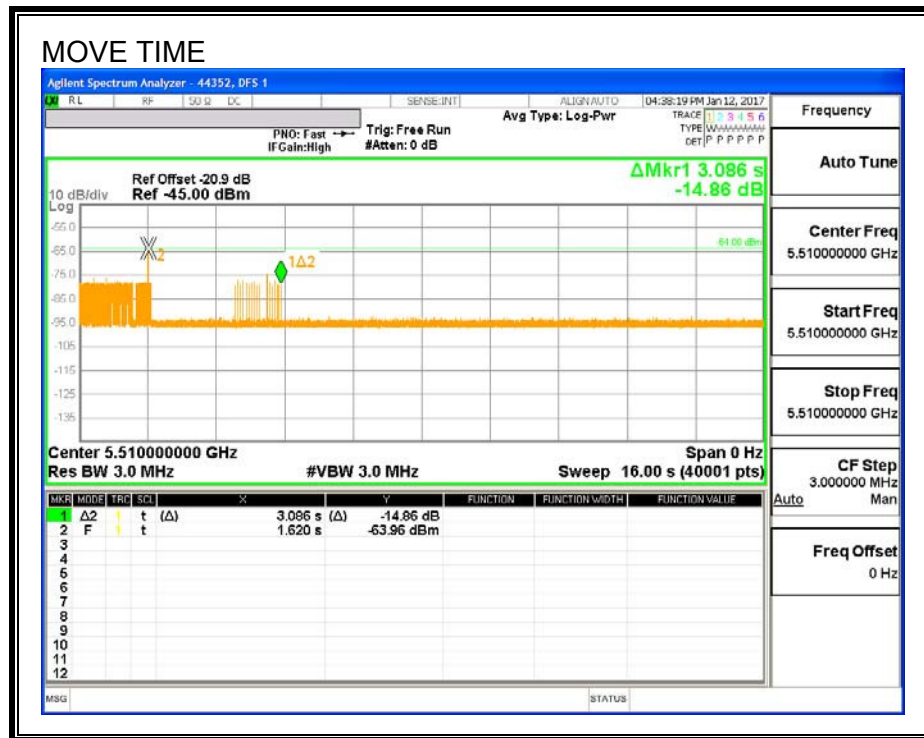 MOVE TIME
Agilent Spectrum Analyzer - 44352, DFS 1
RL RF 50 Ω DC SENSE:INT ALIGN AUTO 04:38:19 PM Jan 12, 2017
PNO: Fast
IFGain:High
Trig: Free Run
#Atten: 0 dB
Avg Type: Log-Pwr
TRACE 1 2 3 4 5 6
TYPE
DET P P P P P P
ΔMkr1 3.086 s
-14.86 dB
Ref Offset -20.9 dB
10 dB/div Ref -45.00 dBm
Log
-55.0
-65.0
-75.0
-85.0
-95.0
-105
-115
-125
-135
2
1Δ2
-64.00 dBm
Center 5.510000000 GHz Span 0 Hz
Res BW 3.0 MHz #VBW 3.0 MHz Sweep 16.00 s (40001 pts)
MKR MODE TRC SCL X Y FUNCTION FUNCTION WIDTH FUNCTION VALUE
1 Δ2 1 t (Δ) 3.086 s (Δ) -14.86 dB
2 F 1 t 1.620 s -63.96 dBm
3
4
5
6
7
8
9
10
11
12
MSG STATUS
Frequency
Auto Tune
Center Freq
5.510000000 GHz
Start Freq
5.510000000 GHz
Stop Freq
5.510000000 GHz
CF Step
3.000000 MHz
Auto Man
Freq Offset
0 Hz